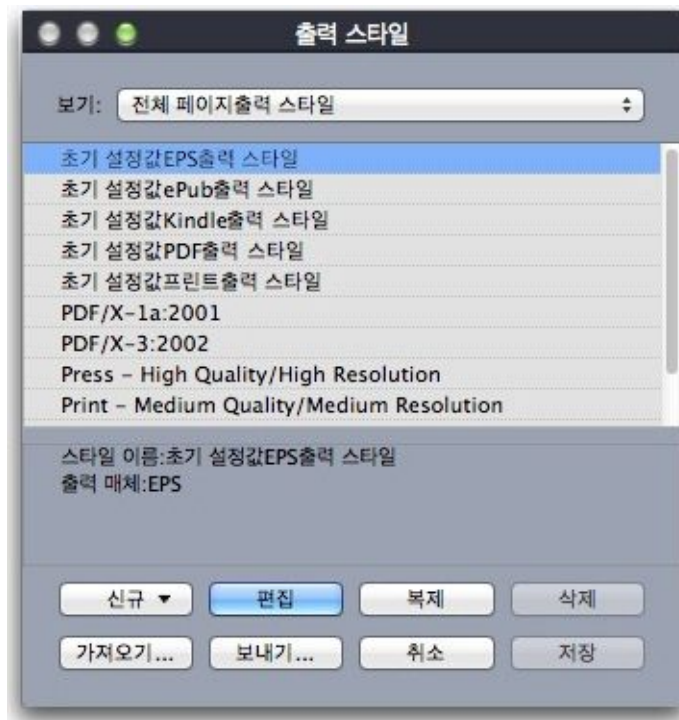 출력 스타일
보기: 전체 페이지출력 스타일
초기 설정값EPS출력 스타일
초기 설정값ePub출력 스타일
초기 설정값Kindle출력 스타일
초기 설정값PDF출력 스타일
초기 설정값프린트출력 스타일
PDF/X-1a:2001
PDF/X-3:2002
Press – High Quality/High Resolution
Print – Medium Quality/Medium Resolution
스타일 이름:초기 설정값EPS출력 스타일
출력 매체:EPS
신규 편집 복제 삭제
가져오기... 보내기... 취소 저장